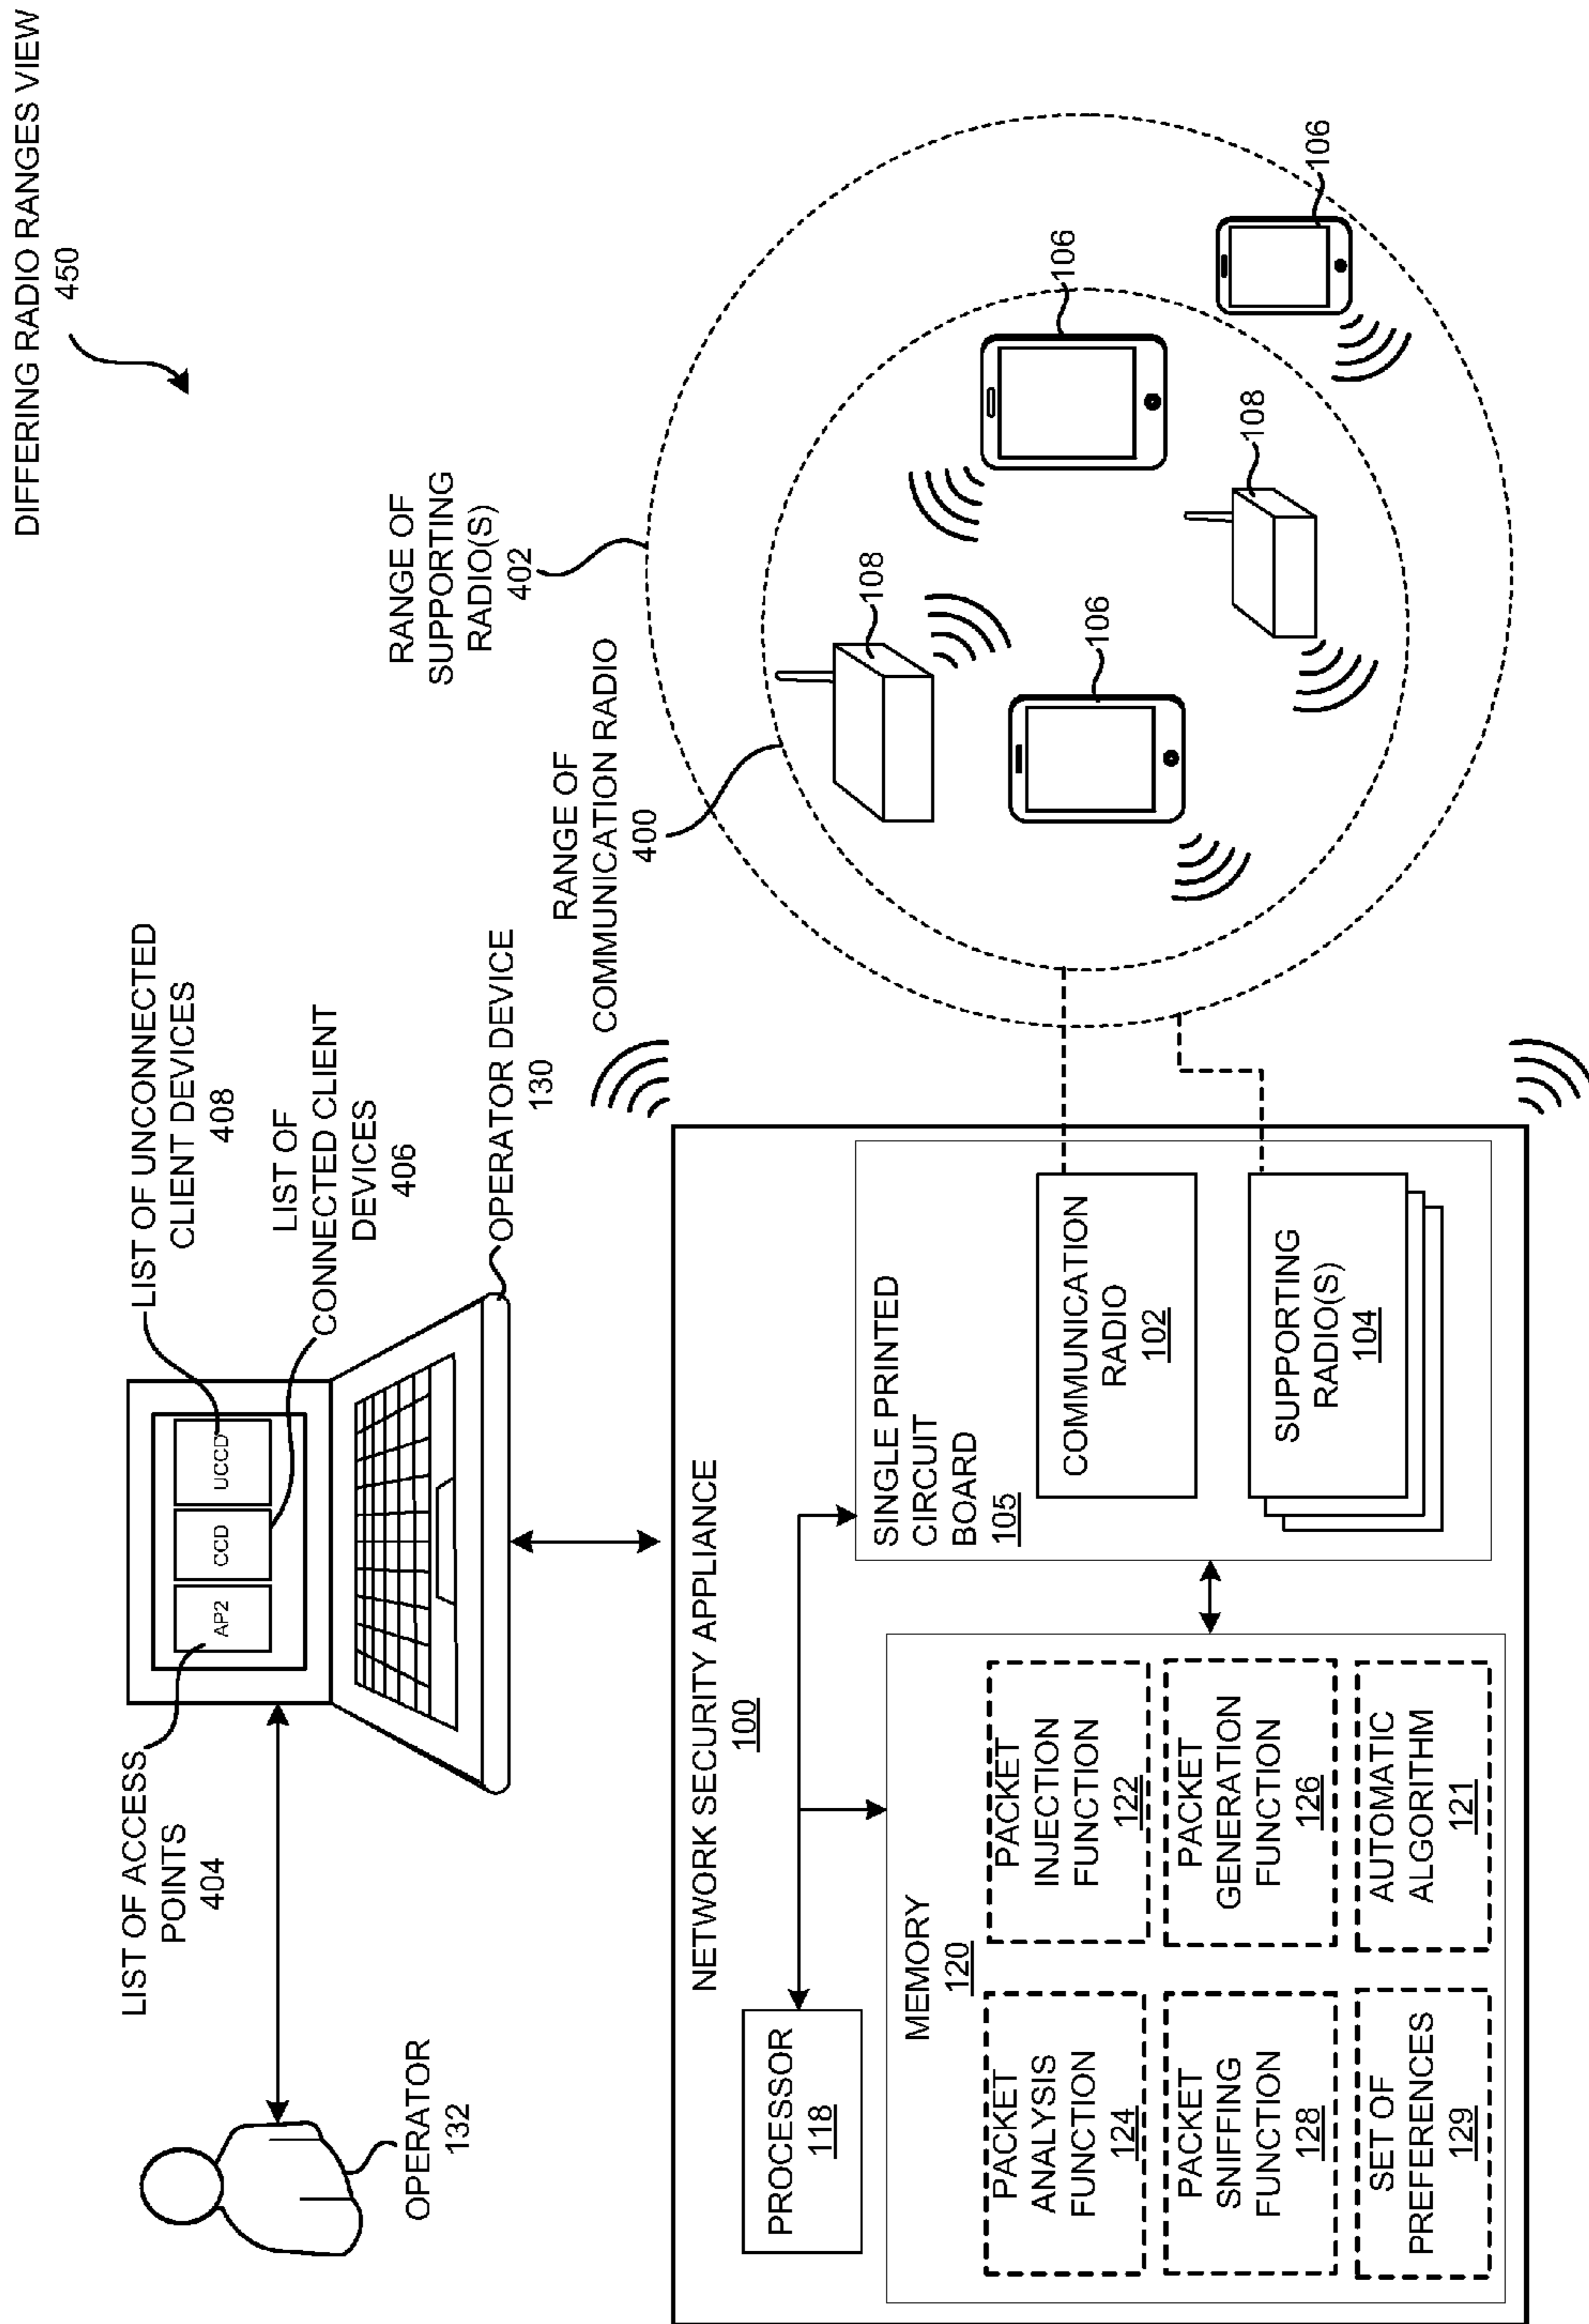 DIFFERING RADIO RANGES VIEW
450
LIST OF ACCESS
POINTS
404
LIST OF UNCONNECTED
CLIENT DEVICES
408
LIST OF
CONNECTED CLIENT
DEVICES
406
AP2
CCD
UCCD
OPERATOR
132
OPERATOR DEVICE
130
RANGE OF
SUPPORTING
RADIO(S)
402
RANGE OF
COMMUNICATION RADIO
400
108
106
106
108
106
NETWORK SECURITY APPLIANCE
100
PROCESSOR
118
MEMORY
120
PACKET
ANALYSIS
FUNCTION
124
PACKET
INJECTION
FUNCTION
122
PACKET
SNIFFING
FUNCTION
128
PACKET
GENERATION
FUNCTION
126
SET OF
PREFERENCES
129
AUTOMATIC
ALGORITHM
121
SINGLE PRINTED
CIRCUIT
BOARD
105
COMMUNICATION
RADIO
102
SUPPORTING
RADIO(S)
104